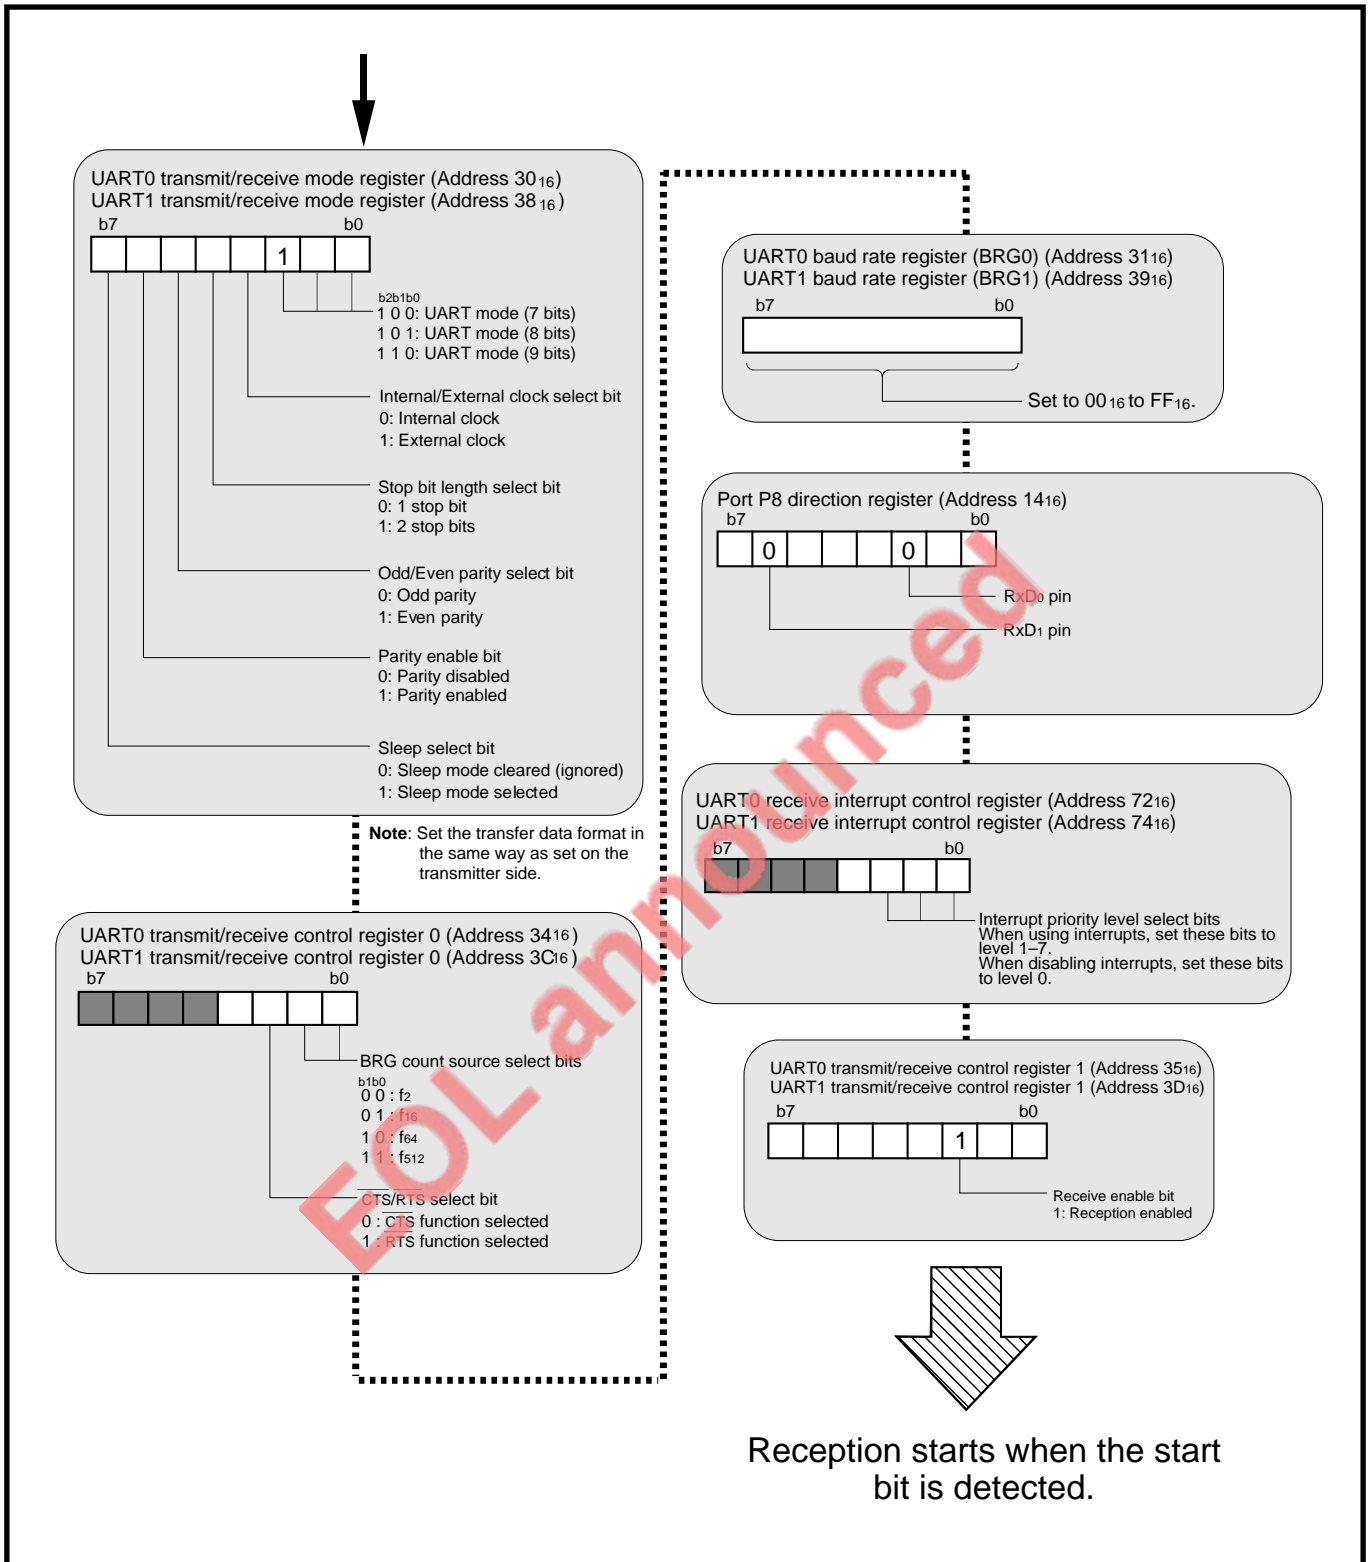 UART0 transmit/receive mode register (Address 30₁₆)
UART1 transmit/receive mode register (Address 38₁₆)
b7 b0
1
b2b1b0
1 0 0: UART mode (7 bits)
1 0 1: UART mode (8 bits)
1 1 0: UART mode (9 bits)
Internal/External clock select bit
0: Internal clock
1: External clock
Stop bit length select bit
0: 1 stop bit
1: 2 stop bits
Odd/Even parity select bit
0: Odd parity
1: Even parity
Parity enable bit
0: Parity disabled
1: Parity enabled
Sleep select bit
0: Sleep mode cleared (ignored)
1: Sleep mode selected
Note: Set the transfer data format in
the same way as set on the
transmitter side.
UART0 transmit/receive control register 0 (Address 34₁₆)
UART1 transmit/receive control register 0 (Address 3C₁₆)
b7 b0
BRG count source select bits
b1b0
0 0 : f₂
0 1 : f₁₆
1 0 : f₆₄
1 1 : f₅₁₂
CTS/RTS select bit
0 : CTS function selected
1 : RTS function selected
UART0 baud rate register (BRG0) (Address 31₁₆)
UART1 baud rate register (BRG1) (Address 39₁₆)
b7 b0
Set to 00₁₆ to FF₁₆.
Port P8 direction register (Address 14₁₆)
b7 b0
0 0
RxD₀ pin
RxD₁ pin
UART0 receive interrupt control register (Address 72₁₆)
UART1 receive interrupt control register (Address 74₁₆)
b7 b0
Interrupt priority level select bits
When using interrupts, set these bits to
level 1–7.
When disabling interrupts, set these bits
to level 0.
UART0 transmit/receive control register 1 (Address 35₁₆)
UART1 transmit/receive control register 1 (Address 3D₁₆)
b7 b0
1
Receive enable bit
1: Reception enabled
Reception starts when the start
bit is detected.
EOL announced